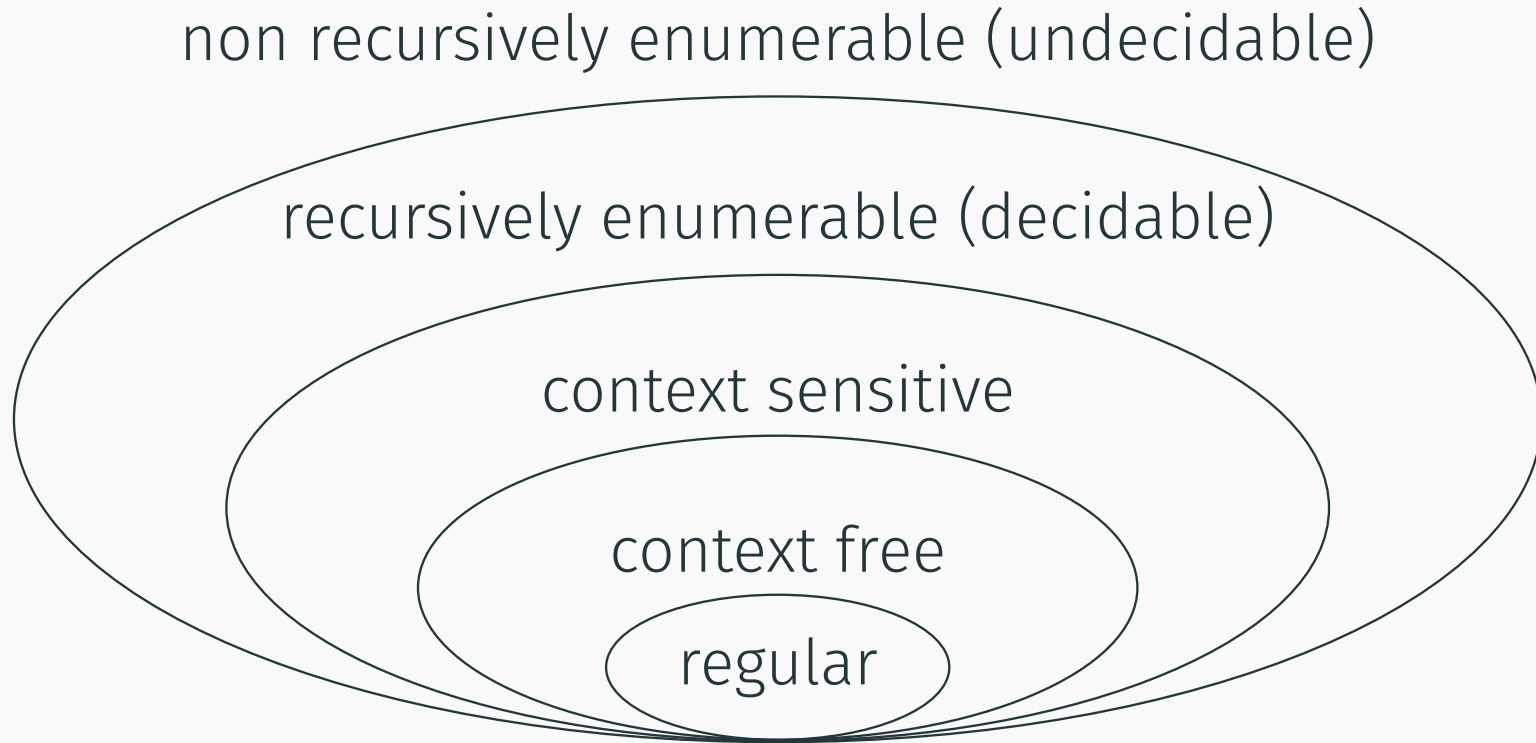 non recursively enumerable (undecidable)
recursively enumerable (decidable)
context sensitive
context free
regular